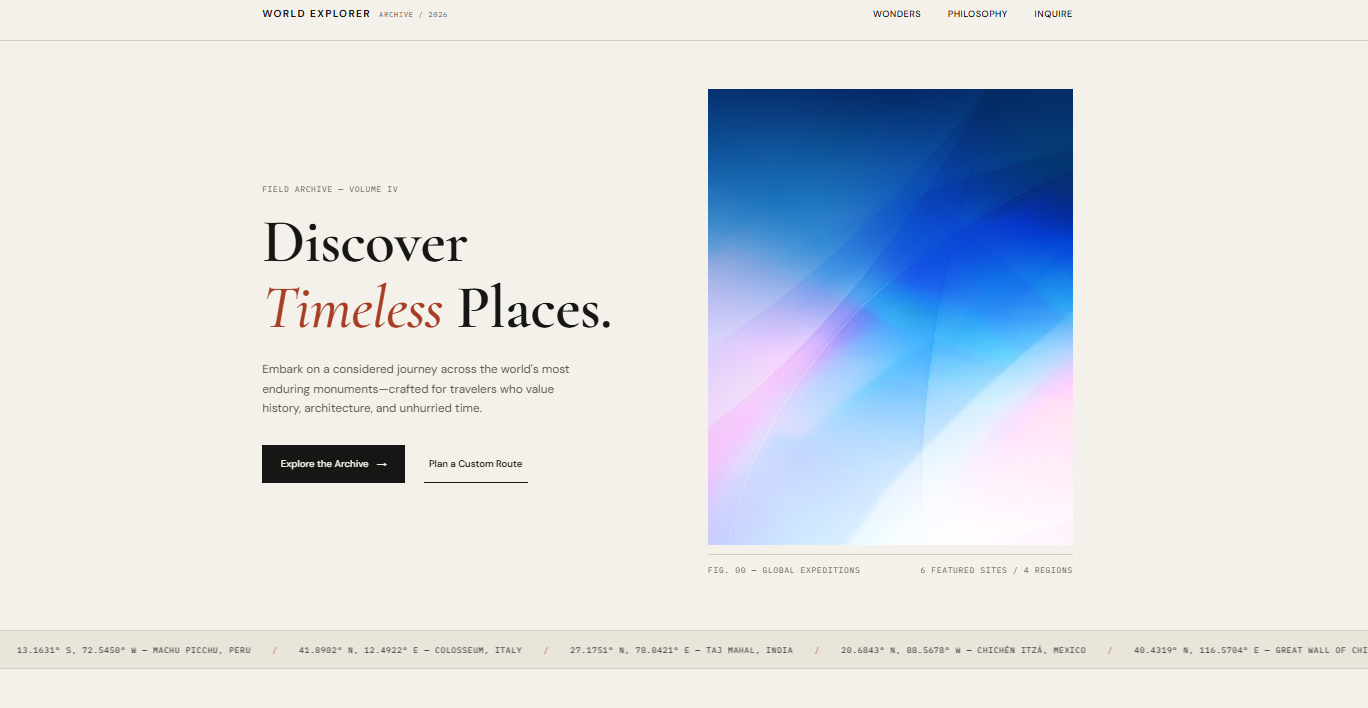 WORLD EXPLORER ARCHIVE / 2026
WONDERS PHILOSOPHY INQUIRE
FIELD ARCHIVE — VOLUME IV
Discover
Timeless Places.
Embark on a considered journey across the world's most
enduring monuments—crafted for travelers who value
history, architecture, and unhurried time.
Explore the Archive →
Plan a Custom Route
FIG. 00 — GLOBAL EXPEDITIONS
6 FEATURED SITES / 4 REGIONS
13.1631° S, 72.5450° W — MACHU PICCHU, PERU / 41.8902° N, 12.4922° E — COLOSSEUM, ITALY / 27.1751° N, 78.0421° E — TAJ MAHAL, INDIA / 20.6843° N, 88.5678° W — CHICHÉN ITZÁ, MEXICO / 40.4319° N, 116.5704° E — GREAT WALL OF CHI